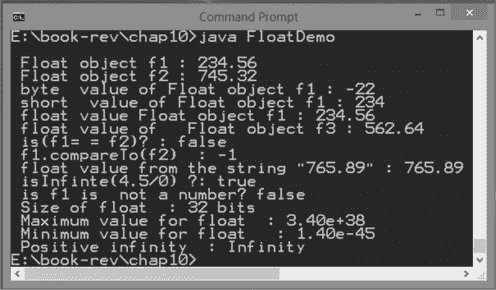 Command Prompt
E:\book-rev\chap10>java FloatDemo
Float object f1 : 234.56
Float object f2 : 745.32
byte  value of Float object f1 : -22
short  value of Float object f1 : 234
float value Float object f1 : 234.56
float value of   Float object f3 : 562.64
is(f1= = f2)? : false
f1.compareTo(f2)  : -1
float value from the string "765.89" : 765.89
isInfinte(4.5/0) ?: true
is f1 is  not a number? false
Size of float  : 32 bits
Maximum value for float  : 3.40e+38
Minimum value for float   : 1.40e-45
Positive infinity  : Infinity
E:\book-rev\chap10>